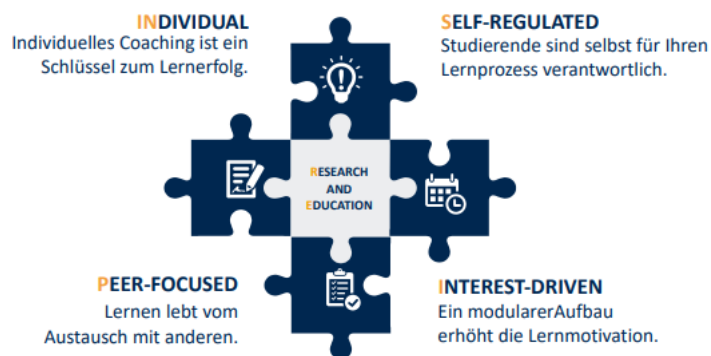 INDIVIDUAL
Individuelles Coaching ist ein
Schlüssel zum Lernerfolg.
SELF-REGULATED
Studierende sind selbst für Ihren
Lernprozess verantwortlich.
RESEARCH
AND
EDUCATION
PEER-FOCUSED
Lernen lebt vom
Austausch mit anderen.
INTEREST-DRIVEN
Ein modularerAufbau
erhöht die Lernmotivation.